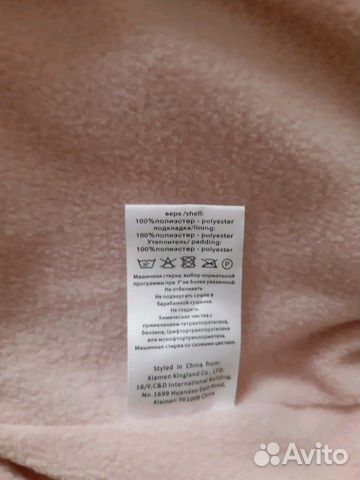 верх /shell:
100%полиэстер - polyester
подкладка/lining:
100%полиэстер - polyester
Утеплитель/ padding:
100%полиэстер - polyester
P
Машинная стирка, выбор нормальной
программы при t° не более указанной.
Не отбеливать.
Не подвергать сушке в
барабанной сушилке.
Не гладить.
Химическая чистка с
применением тетрахлорэтилена,
бензина, трифтортрихлорэтилена
или монофтортрихлорметана.
Машинная стирка со схожими цветами.
Styled in China from:
Xiamen Kingland Co., LTD.
16/F,C&D International Building,
No.1699 Huandao East Road,
Xiamen 361008 China
Avito